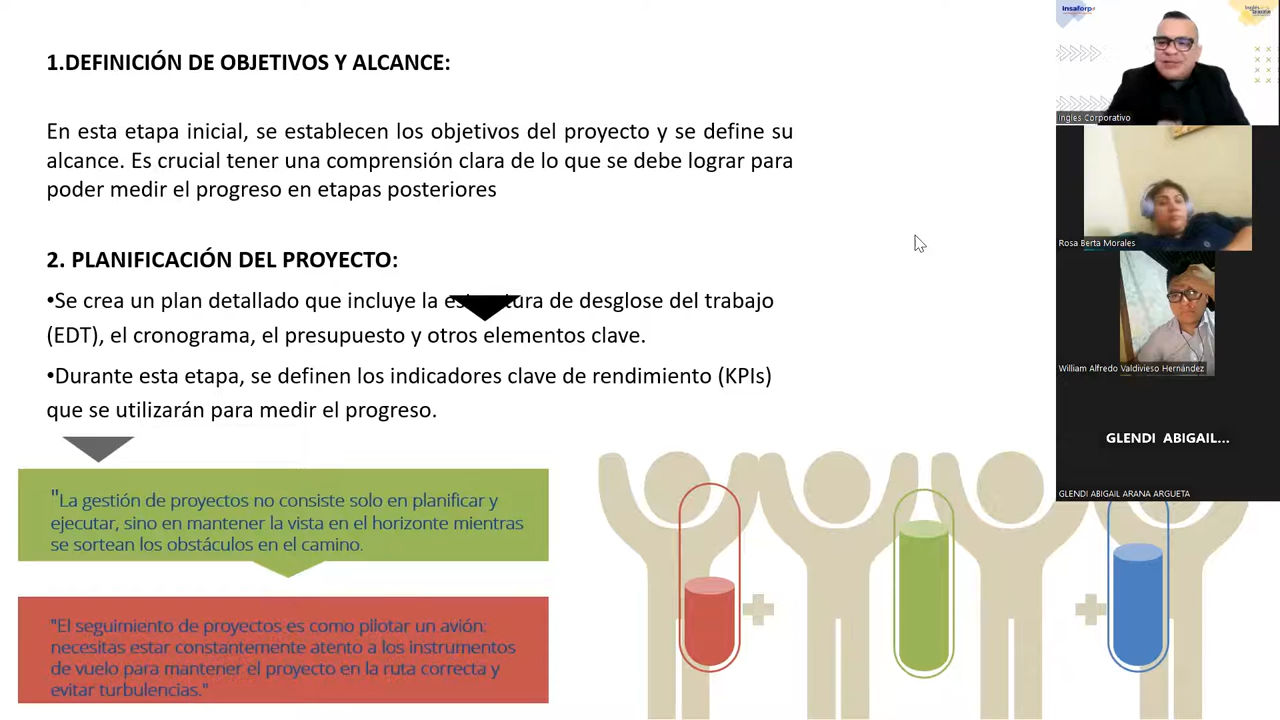 1.DEFINICIÓN DE OBJETIVOS Y ALCANCE:
En esta etapa inicial, se establecen los objetivos del proyecto y se define su
alcance. Es crucial tener una comprensión clara de lo que se debe lograr para
poder medir el progreso en etapas posteriores
2. PLANIFICACIÓN DEL PROYECTO:
•Se crea un plan detallado que incluye la de desglose del trabajo
(EDT), el cronograma, el presupuesto y otros elementos clave.
•Durante esta etapa, se definen los indicadores clave de rendimiento (KPIs)
que se utilizarán para medir el progreso.
"La gestión de proyectos no consiste solo en planificar y
ejecutar, sino en mantener la vista en el horizonte mientras
se sortean los obstáculos en el camino.
"El seguimiento de proyectos es como pilotar un avión:
necesitas estar constantemente atento a los instrumentos
de vuelo para mantener el proyecto en la ruta correcta y
evitar turbulencias."
Insaforp
Ingles Corporativo
Rosa Berta Morales
William Alfredo Valdivieso Hernández
GLENDI ABIGAIL...
GLENDI ABIGAIL ARANA ARGUETA